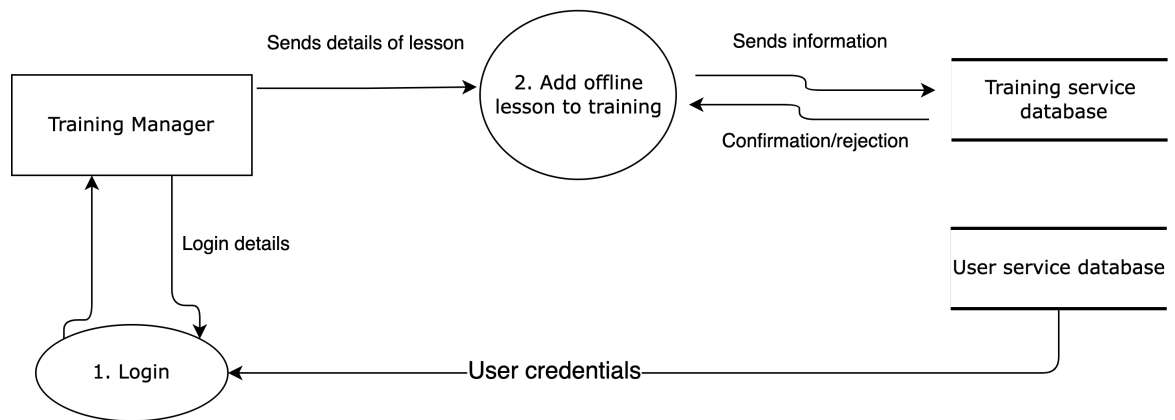 Sends details of lesson
Sends information
Training Manager
2. Add offline
lesson to training
Training service
database
Confirmation/rejection
Login details
User service database
1. Login
User credentials